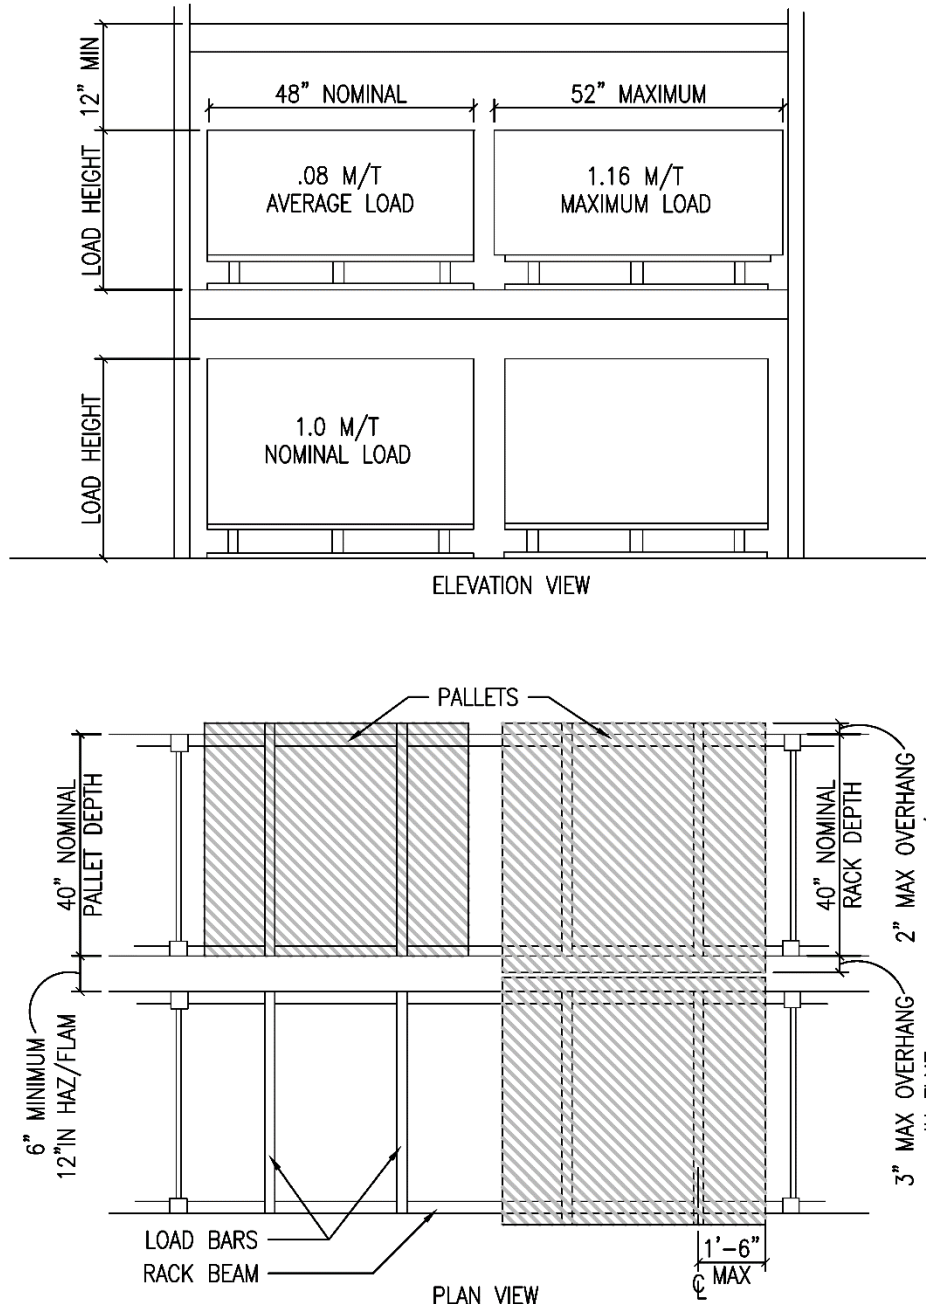 12" MIN
48" NOMINAL
52" MAXIMUM
LOAD HEIGHT
.08 M/T
AVERAGE LOAD
1.16 M/T
MAXIMUM LOAD
LOAD HEIGHT
1.0 M/T
NOMINAL LOAD
ELEVATION VIEW
PALLETS
40" NOMINAL
PALLET DEPTH
40" NOMINAL
RACK DEPTH
2" MAX OVERHANG
6" MINIMUM
12"IN HAZ/FLAM
3" MAX OVERHANG
LOAD BARS
RACK BEAM
1'-6"
℄ MAX
PLAN VIEW